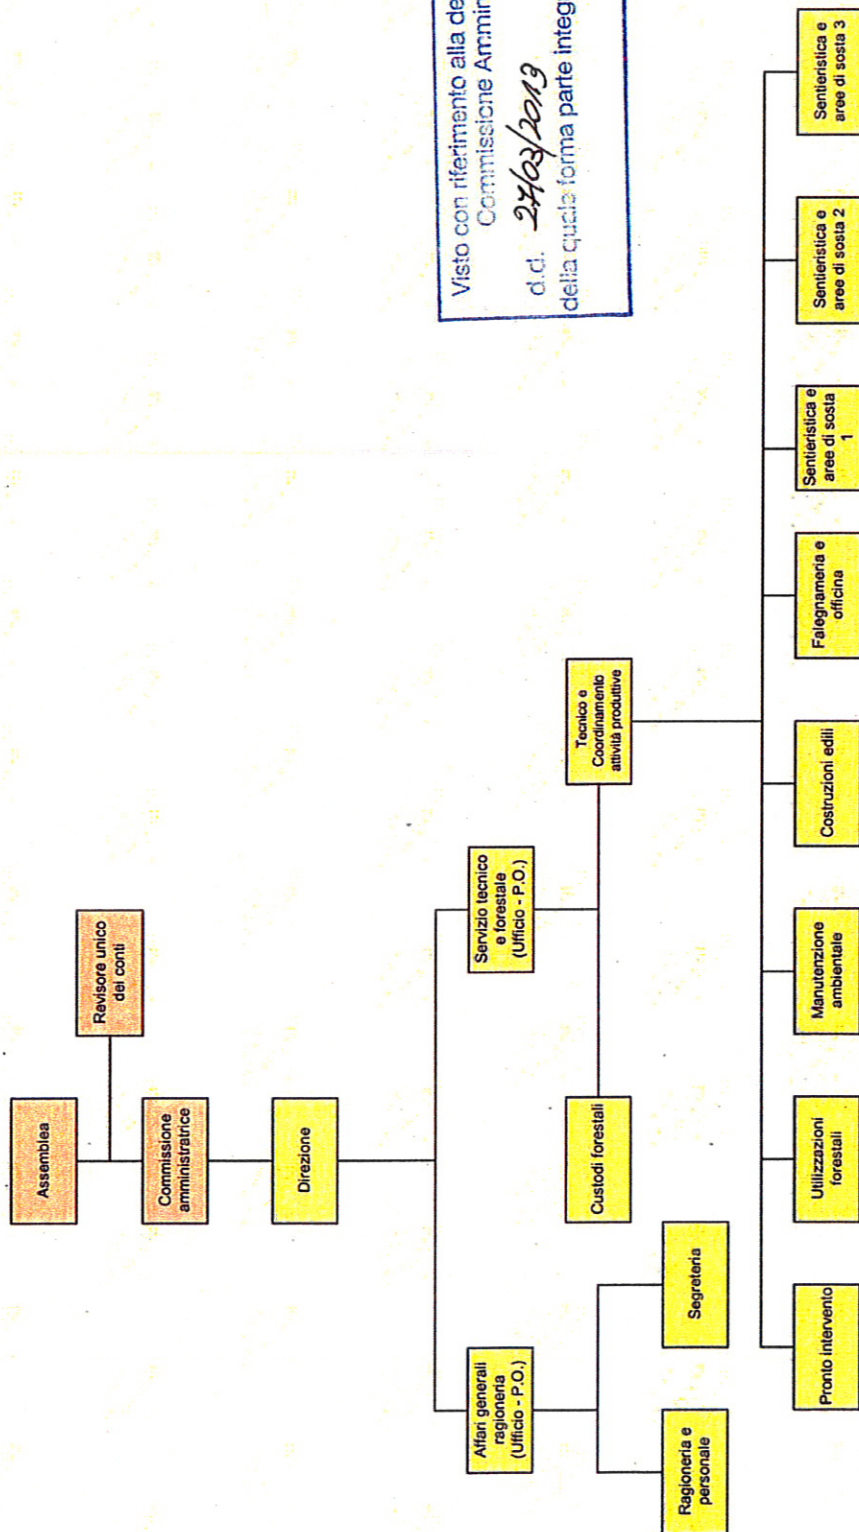 Assemblea
Revisore unico
dei conti
Commissione
amministratrice
Direzione
Affari generali
ragioneria
(Ufficio - P.O.)
Servizio tecnico
e forestale
(Ufficio - P.O.)
Custodi forestali
Tecnico e
Coordinamento
attività produttive
Ragioneria e
personale
Segreteria
Pronto intervento
Utilizzazioni
forestali
Manutenzione
ambientale
Costruzioni edili
Falegnameria e
officina
Sentieristica e
aree di sosta
1
Sentieristica e
aree di sosta 2
Sentieristica e
aree di sosta 3
Visto con riferimento alla de
Commissione Ammin
d.d. 27/03/2013
della quale forma parte integ